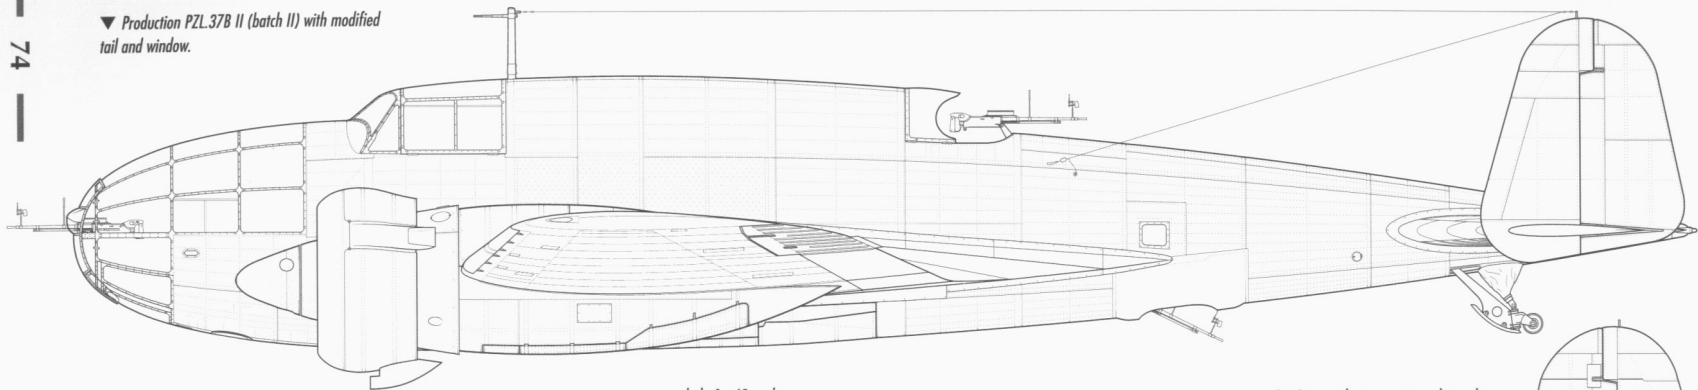 ▼ Production PZL.37B II (batch II) with modified
tail and window.
74